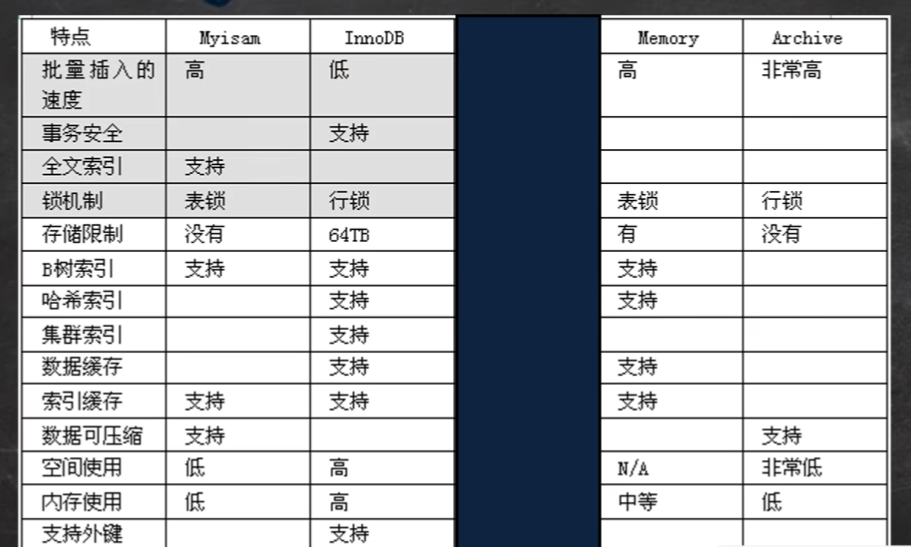 特点 Myisam InnoDB Memory Archive
批量插入的 高 低 高 非常高
速度
事务安全 支持
全文索引 支持
锁机制 表锁 行锁 表锁 行锁
存储限制 没有 64TB 有 没有
B树索引 支持 支持 支持
哈希索引 支持 支持
集群索引 支持
数据缓存 支持 支持
索引缓存 支持 支持 支持
数据可压缩 支持 支持
空间使用 低 高 N/A 非常低
内存使用 低 高 中等 低
支持外键 支持